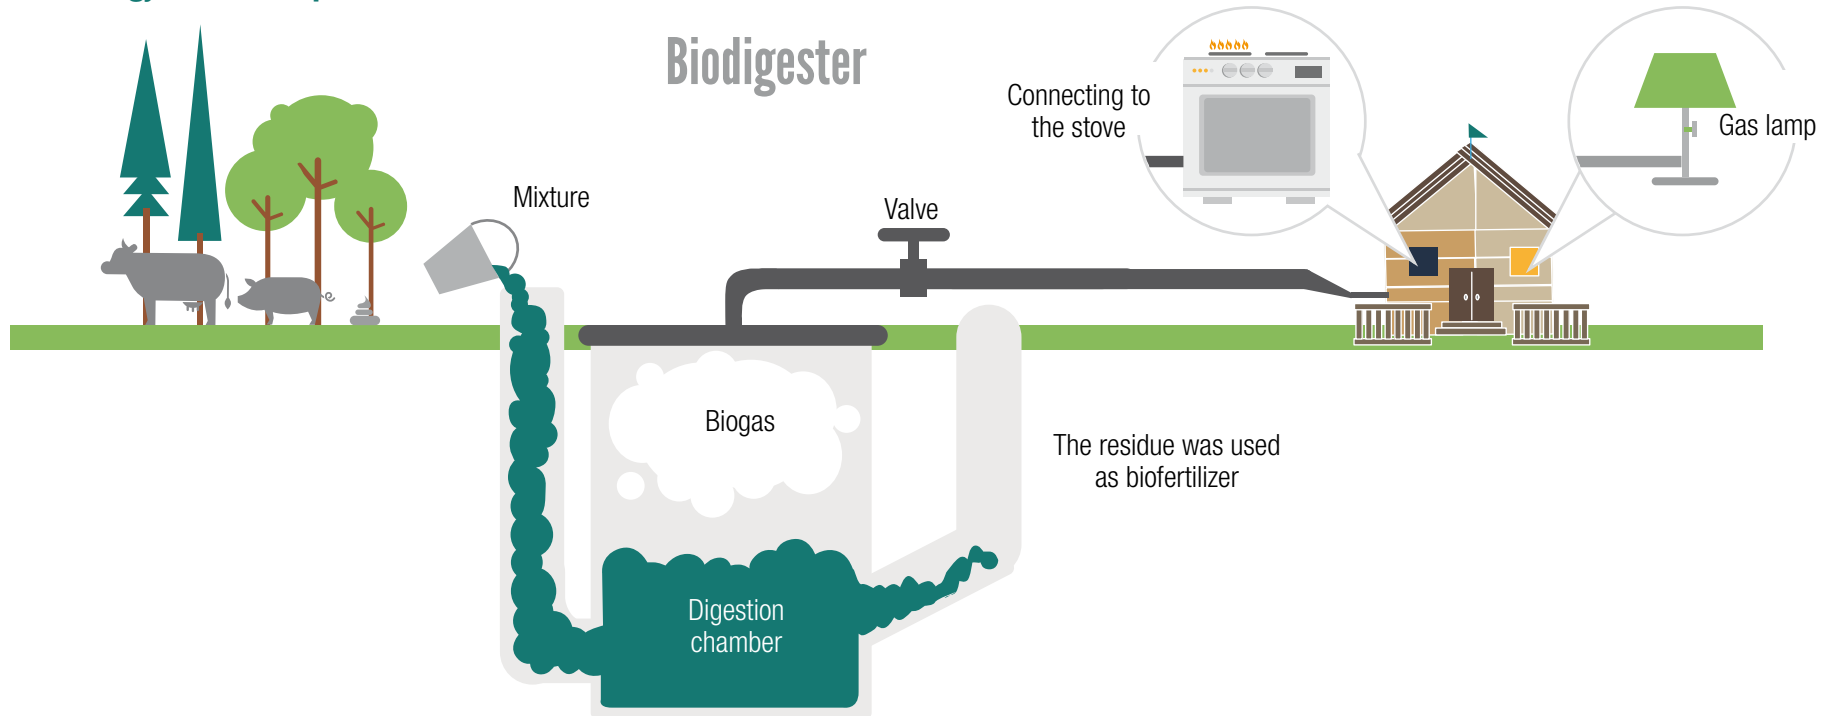 Biodigester
Connecting to
the stove
Gas lamp
Mixture
Valve
Biogas
The residue was used
as biofertilizer
Digestion
chamber